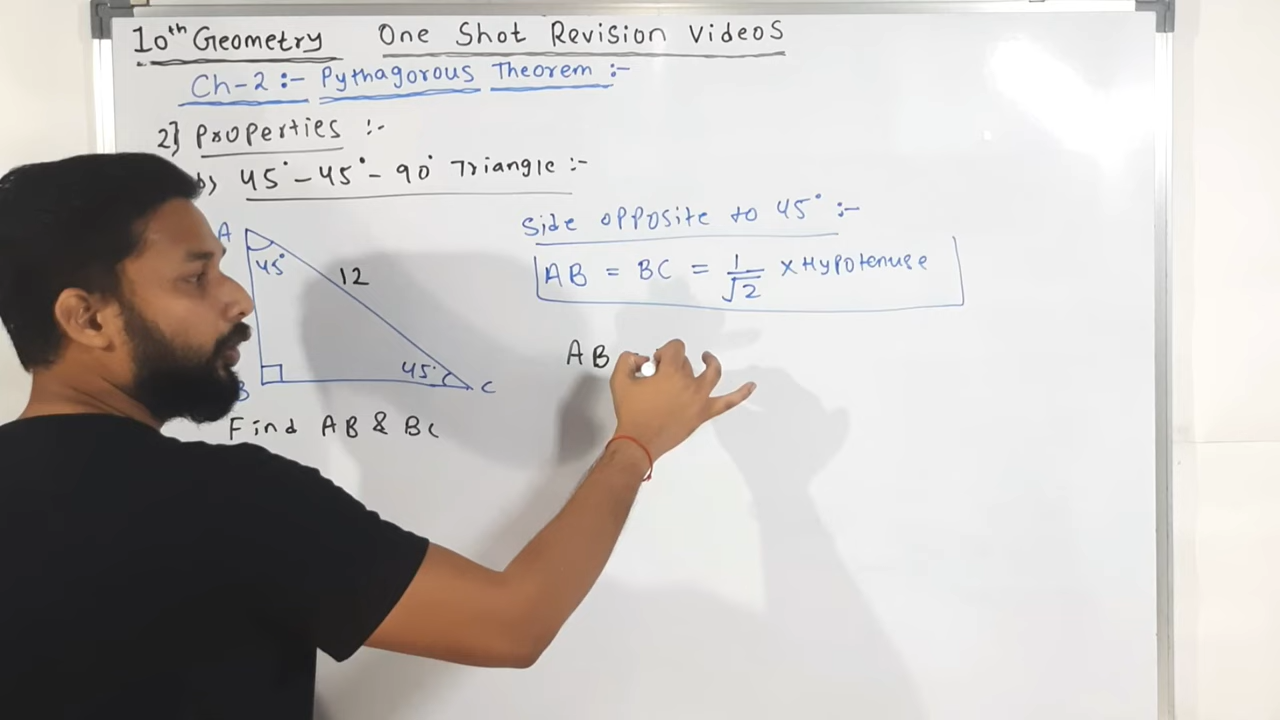 10th Geometry One Shot Revision Videos
Ch-2 :- Pythagorous Theorem :-
2] Properties :-
b) 45° - 45° - 90° Triangle :-
A
45°
12
45°
B
C
Find AB & BC
Side opposite to 45° :-
AB = BC = 1/√2 × Hypotenuse
AB